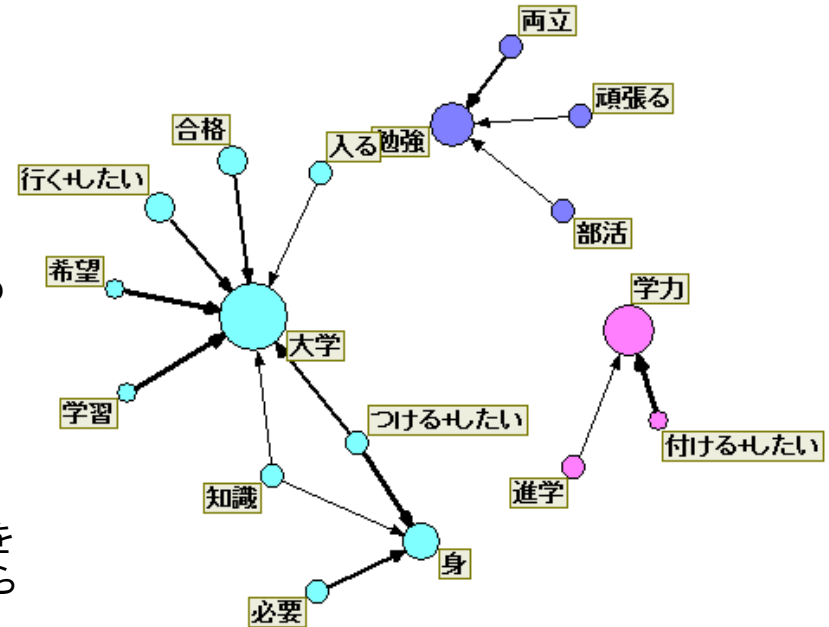 両立
頑張る
合格
入る
勉強
行く+したい
部活
希望
学力
大学
学習
つける+したい
付ける+したい
進学
知識
を
身
ら
必要